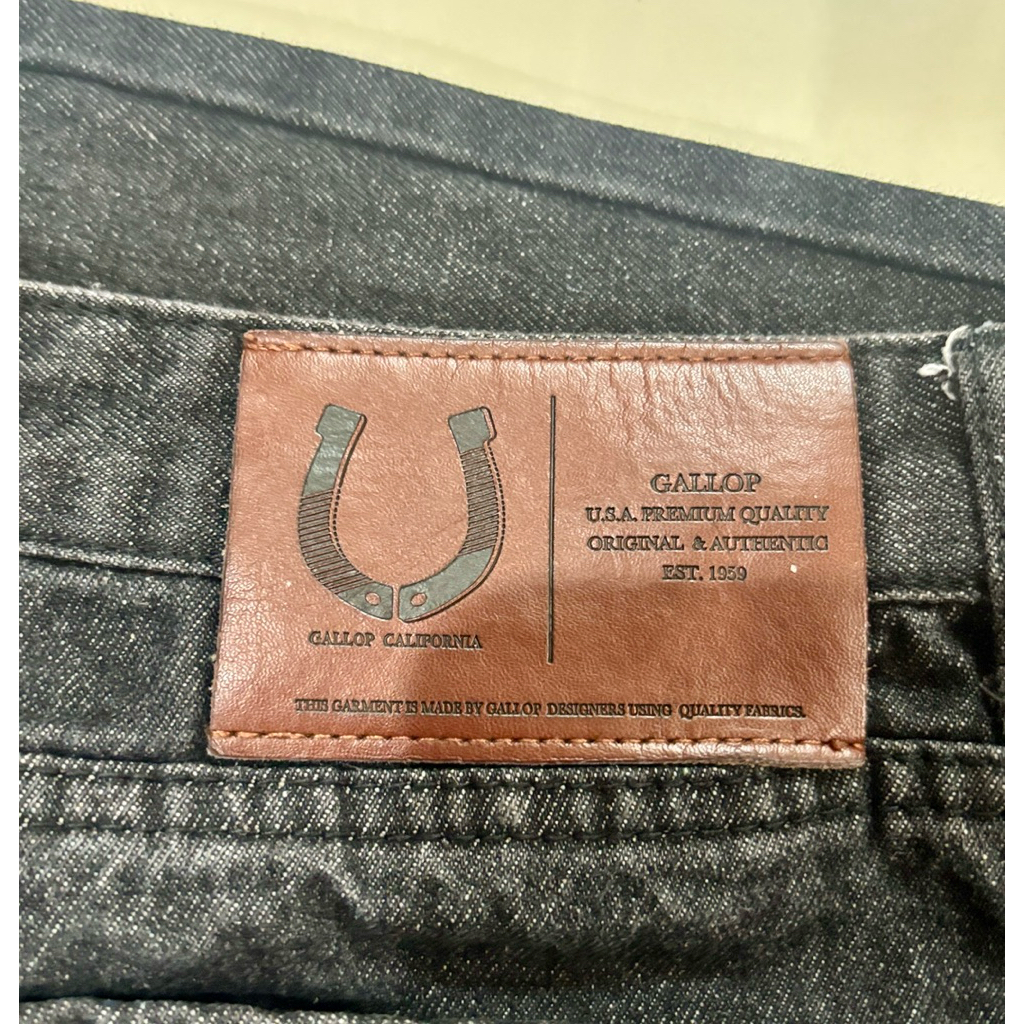 GALLOP CALIFORNIA
GALLOP
U.S.A. PREMIUM QUALITY
ORIGINAL & AUTHENTIC
EST. 1959
THIS GARMENT IS MADE BY GALLOP DESIGNERS USING QUALITY FABRICS.